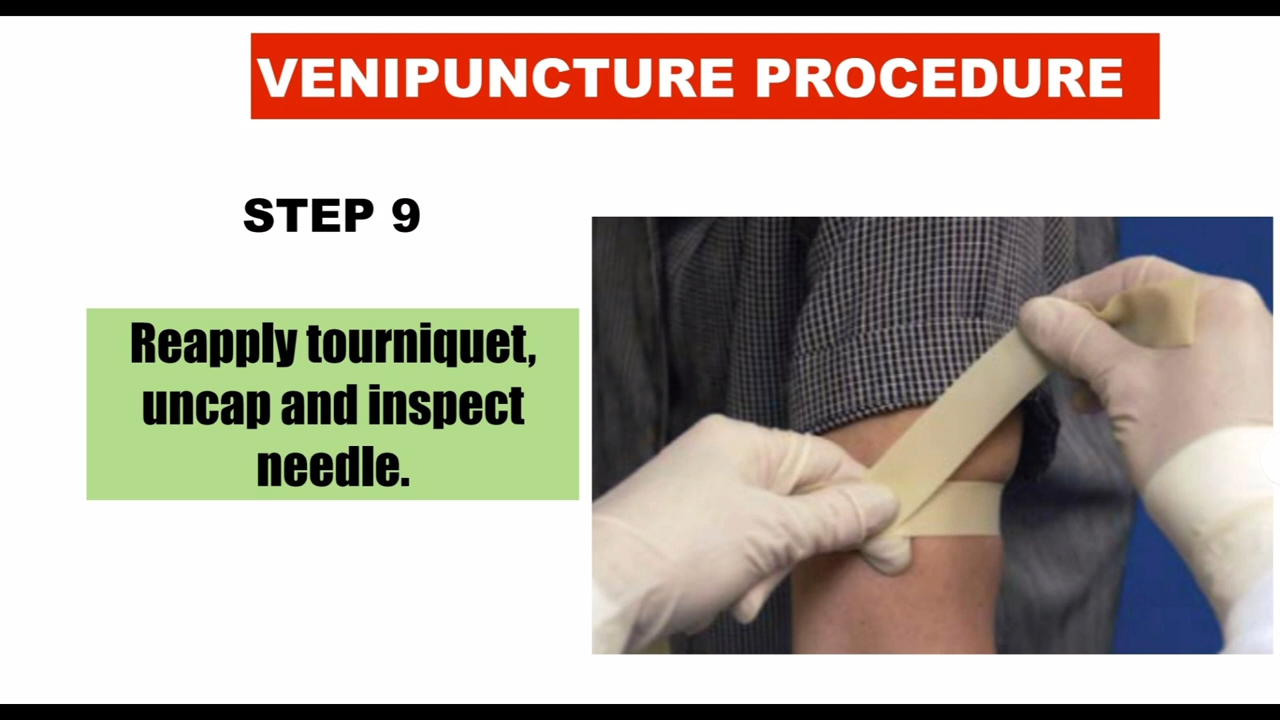 VENIPUNCTURE PROCEDURE
STEP 9
Reapply tourniquet,
uncap and inspect
needle.